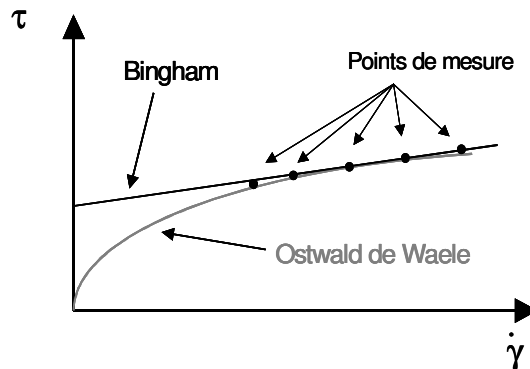 τ
Bingham
Points de mesure
Ostwald de Waele
γ̇